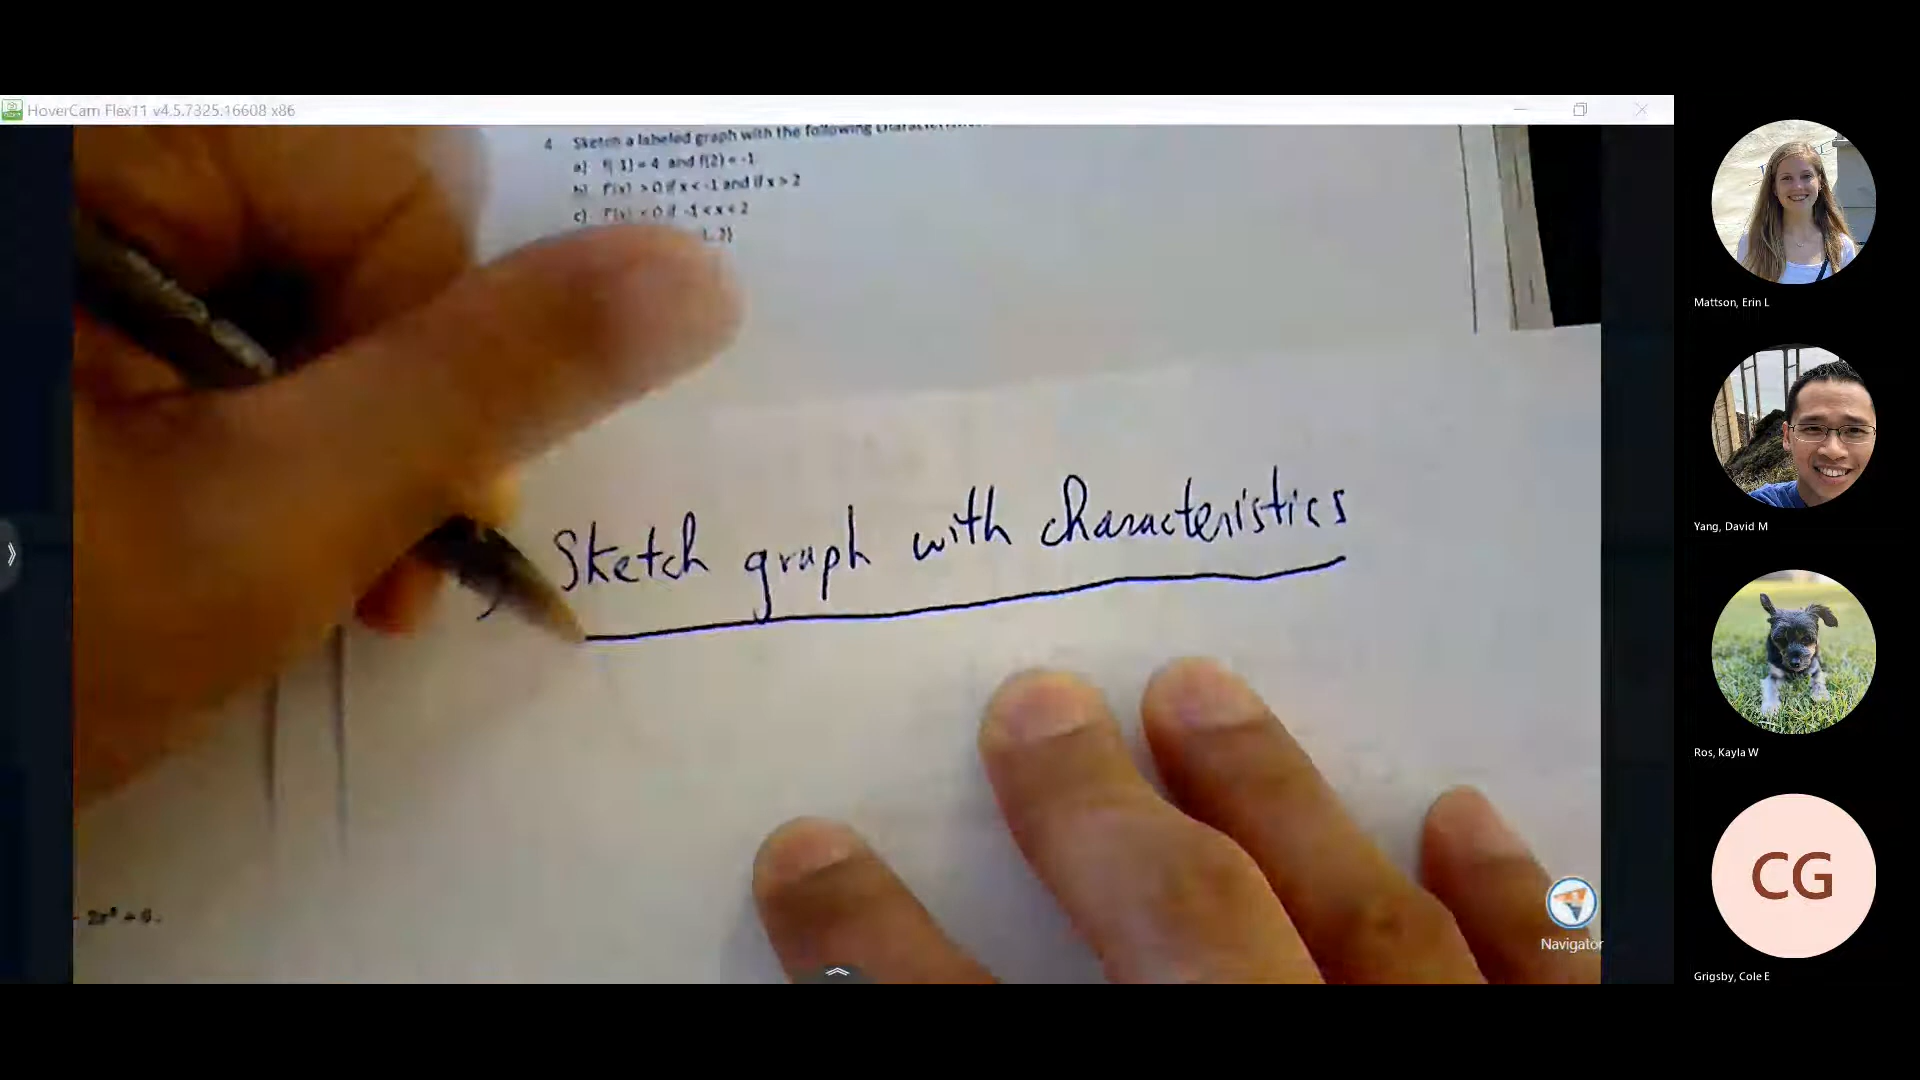 HoverCam Flex11 v4.5.7325.16608 x86
4 Sketch a labeled graph with the following
a) and f(2) = -1
b) f'(x) > 0 if x < -1 and if x > 2
c) f'(x) < 0 if -1 < x < 2
2)
Sketch graph with characteristics
Navigator
Mattson, Erin L
Yang, David M
Ros, Kayla W
CG
Grigsby, Cole E